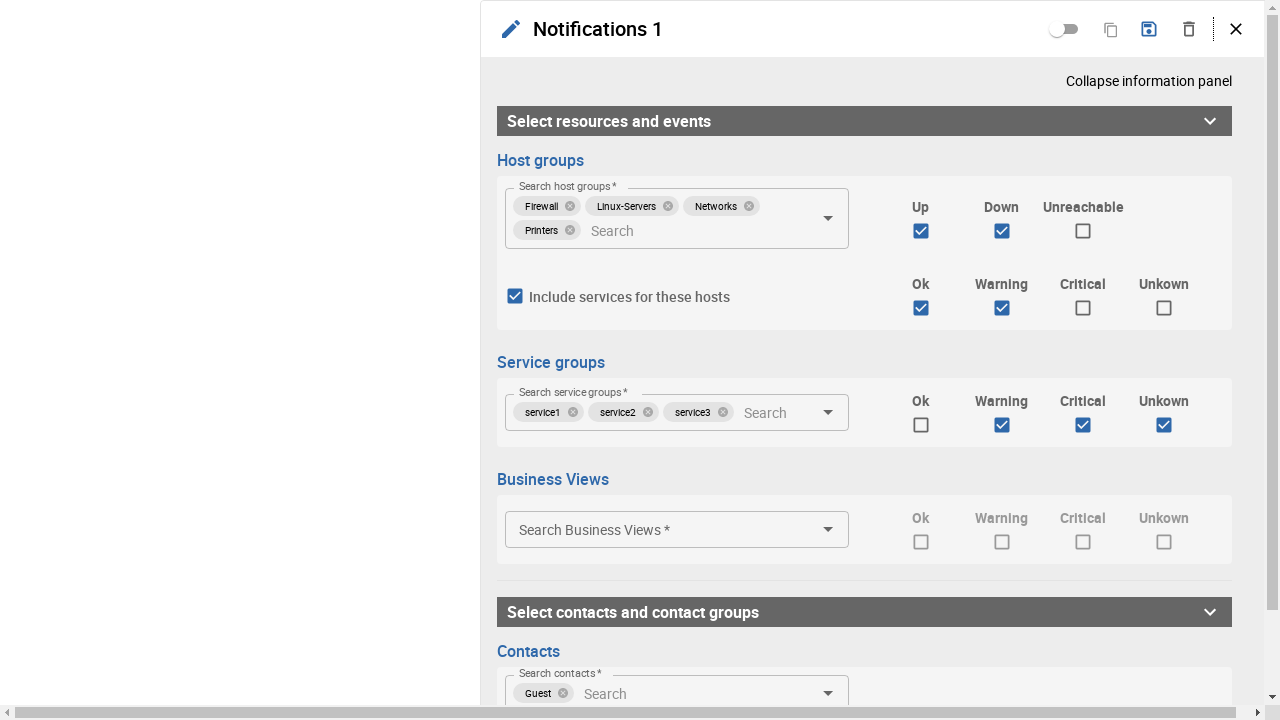 Notifications 1
Collapse information panel
Select resources and events
Host groups
Search host groups *
Firewall Linux-Servers Networks
Printers Search
Up Down Unreachable
Include services for these hosts
Ok Warning Critical Unkown
Service groups
Search service groups *
service1 service2 service3 Search
Ok Warning Critical Unkown
Business Views
Search Business Views *
Ok Warning Critical Unkown
Select contacts and contact groups
Contacts
Search contacts *
Guest Search